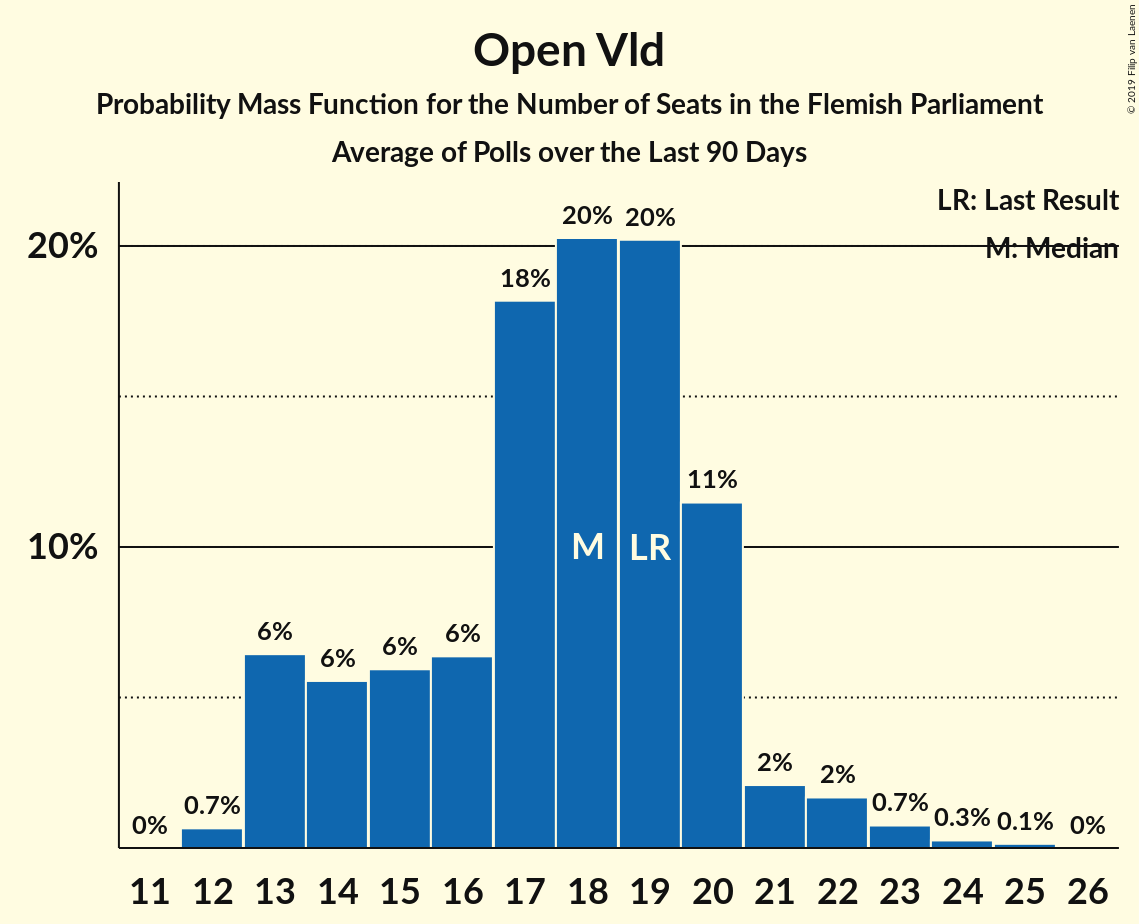 Open Vld
Probability Mass Function for the Number of Seats in the Flemish Parliament
Average of Polls over the Last 90 Days
© 2019 Filip van Laenen
LR: Last Result
M: Median
20%
10%
0% 0.7% 6% 6% 6% 6% 18% 20% 20% 11% 2% 2% 0.7% 0.3% 0.1% 0%
M LR
11 12 13 14 15 16 17 18 19 20 21 22 23 24 25 26